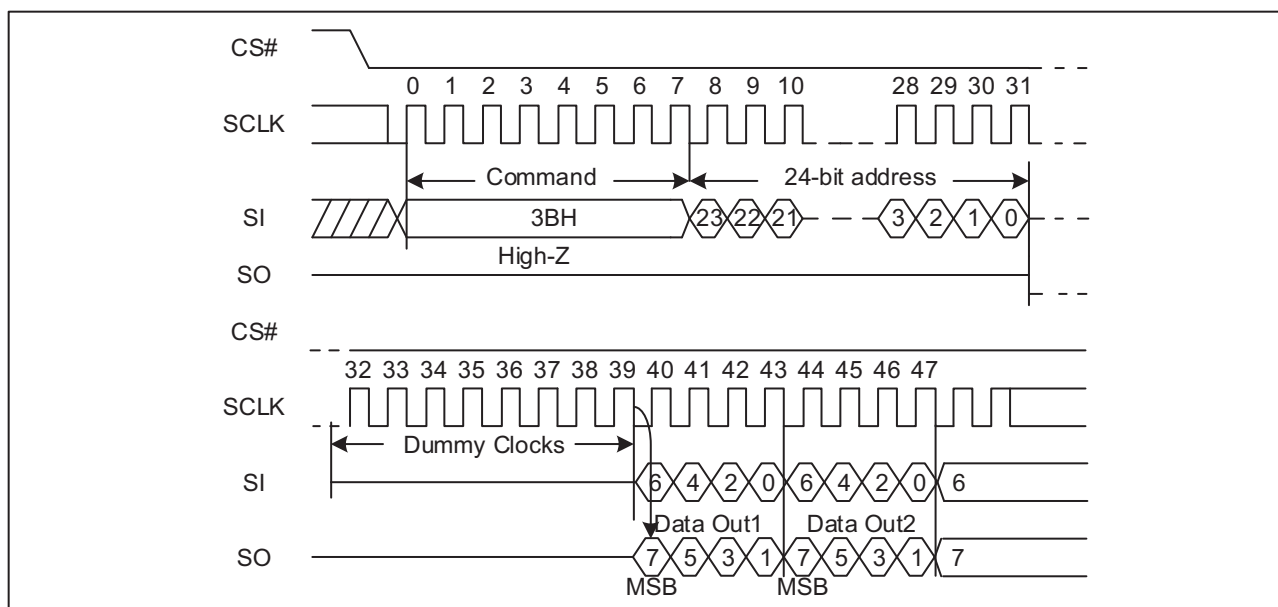 CS#
0 1 2 3 4 5 6 7 8 9 10 28 29 30 31
SCLK
Command 24-bit address
SI 3BH 23 22 21 3 2 1 0
High-Z
SO
CS#
32 33 34 35 36 37 38 39 40 41 42 43 44 45 46 47
SCLK
Dummy Clocks
SI 6 4 2 0 6 4 2 0 6
Data Out1 Data Out2
SO 7 5 3 1 7 5 3 1 7
MSB MSB